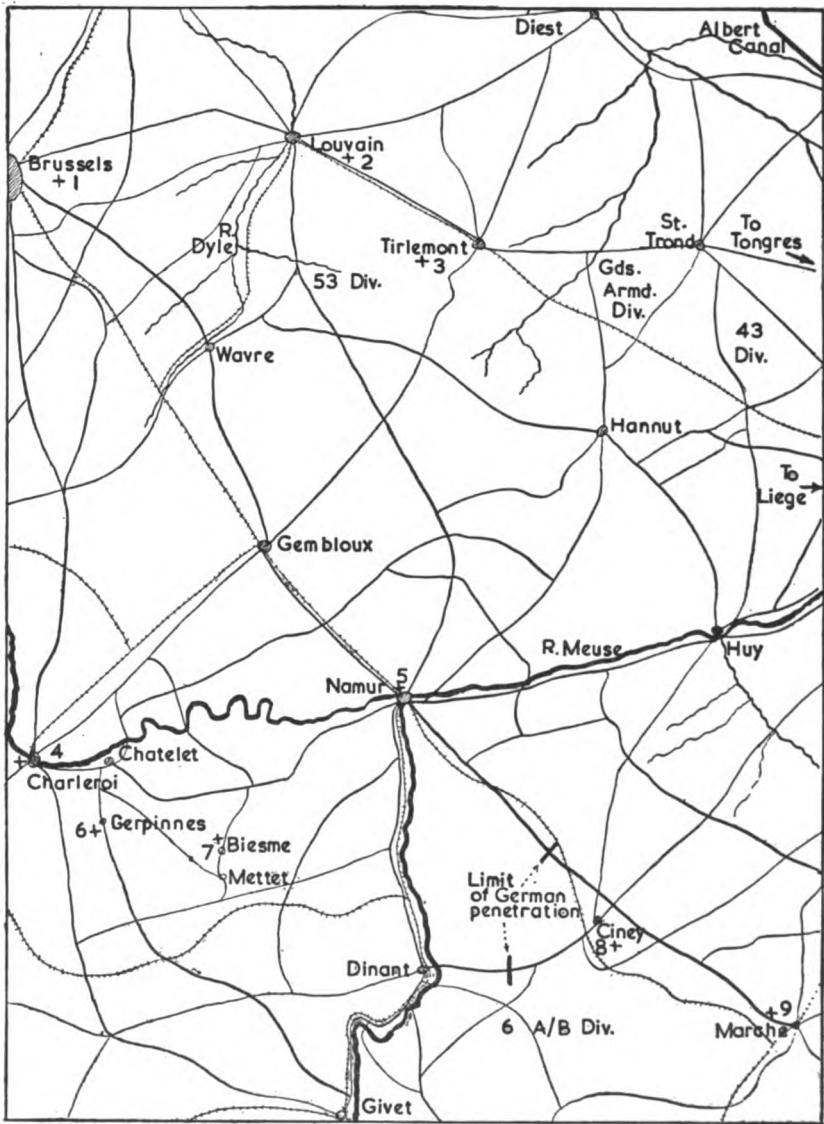 Diest
Albert
Canal
Brussels
+ 1
Louvain
+ 2
R.
Dyle
53 Div.
Tirlemont
+ 3
St.
Trond
To
Tongres
Gds.
Armd.
Div.
43
Div.
Wavre
Hannut
To
Liege
Gembloux
R. Meuse
Huy
5
Namur
+
4
+
Charleroi
Chatelet
6+ Gerpinnes
+
7 Biesme
Mettet
Limit
of German
penetration
Ciney
8+
Dinant
6 A/B Div.
+9
Marche
Givet